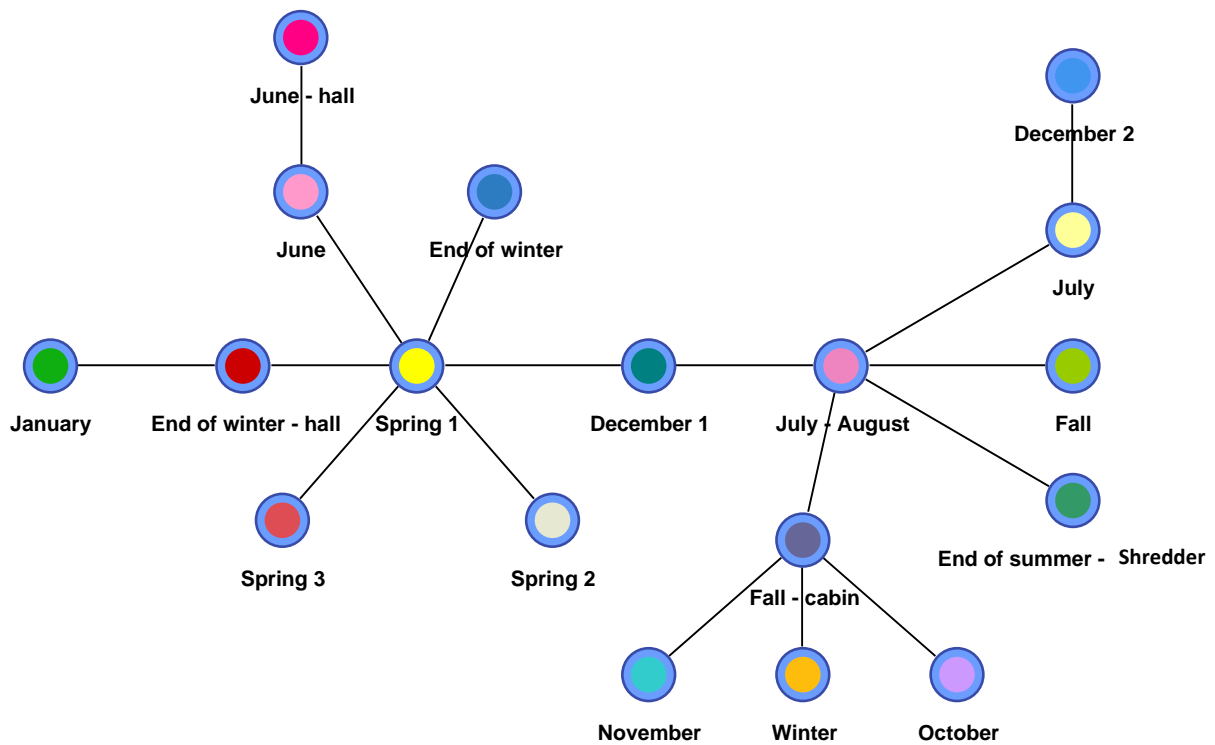 June - hall
December 2
June
End of winter
July
January
End of winter - hall
Spring 1
December 1
July - August
Fall
End of summer - Shredder
Spring 3
Spring 2
Fall - cabin
November
Winter
October